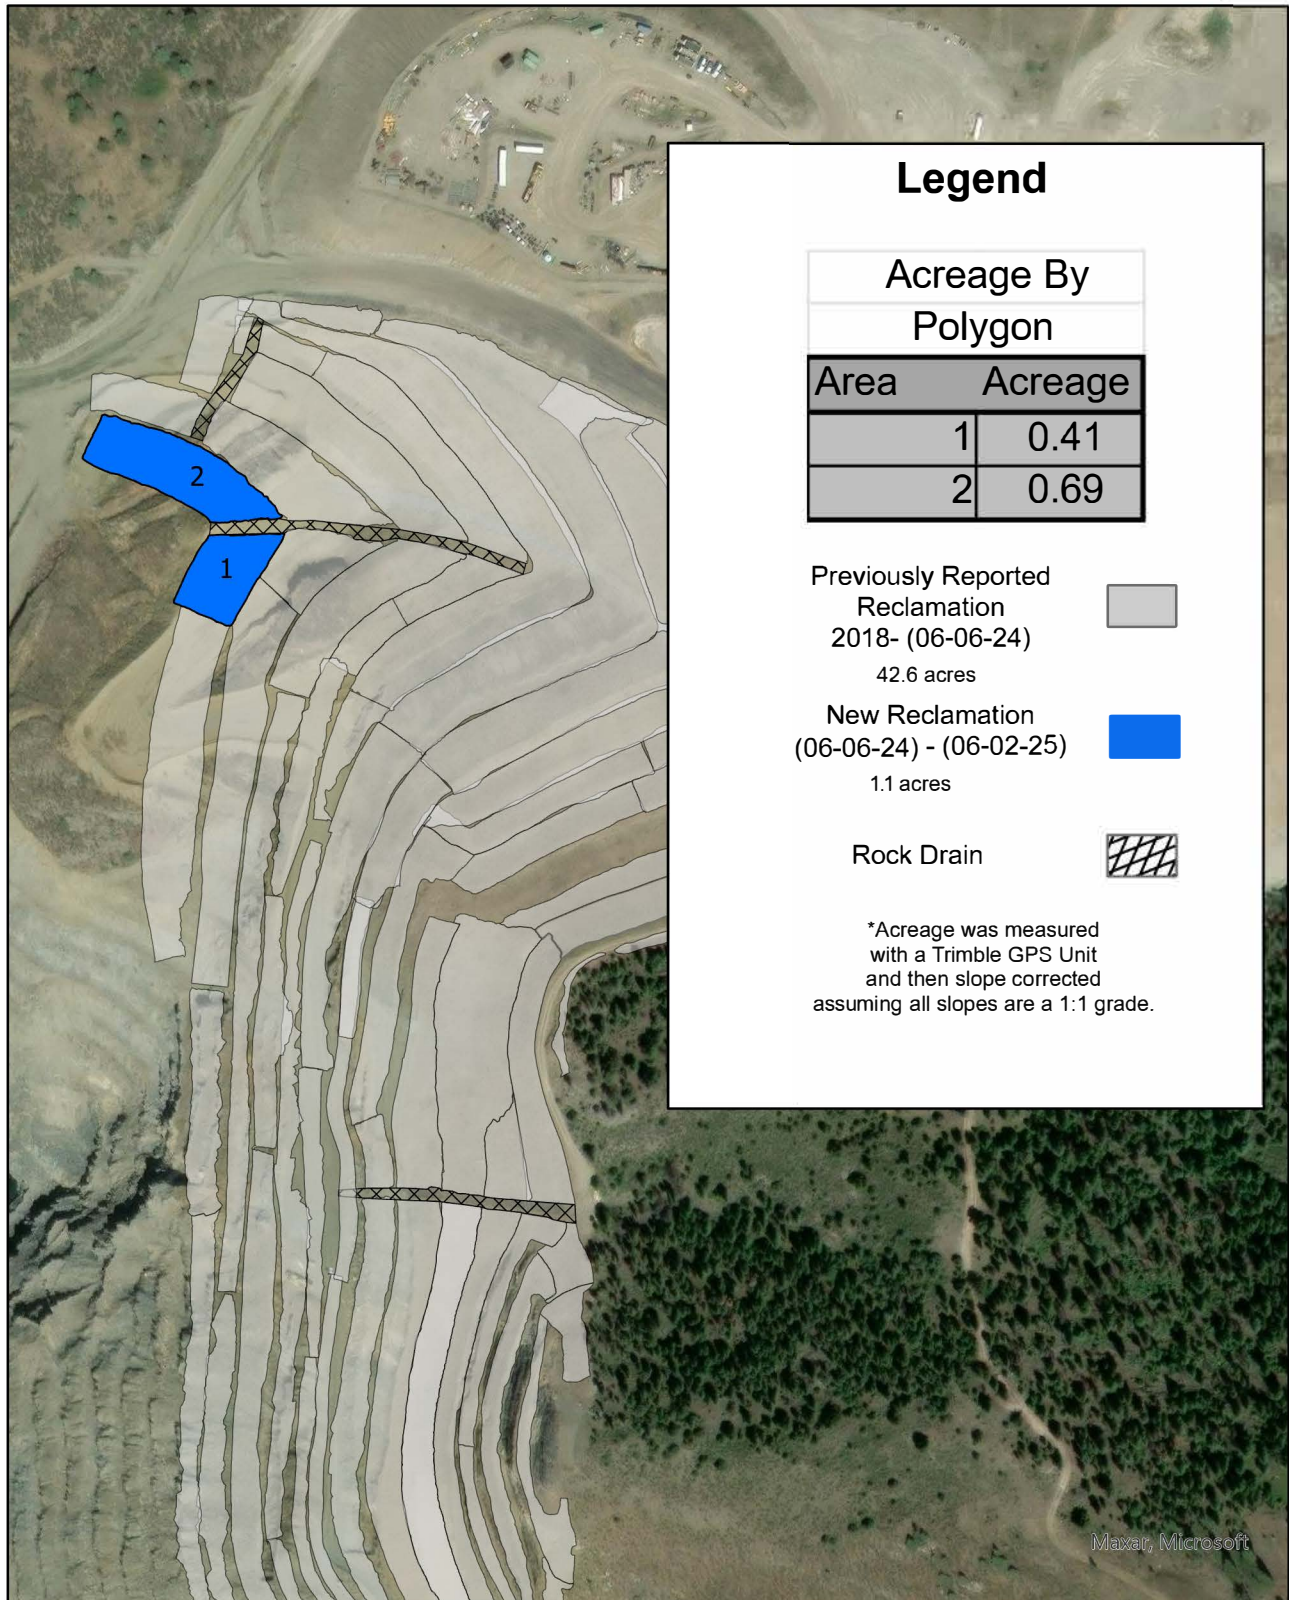 Legend
Acreage By
Polygon
Area Acreage
1 0.41
2 0.69
Previously Reported
Reclamation
2018- (06-06-24)
42.6 acres
New Reclamation
(06-06-24) - (06-02-25)
1.1 acres
Rock Drain
*Acreage was measured
with a Trimble GPS Unit
and then slope corrected
assuming all slopes are a 1:1 grade.
2
1
Maxar, Microsoft